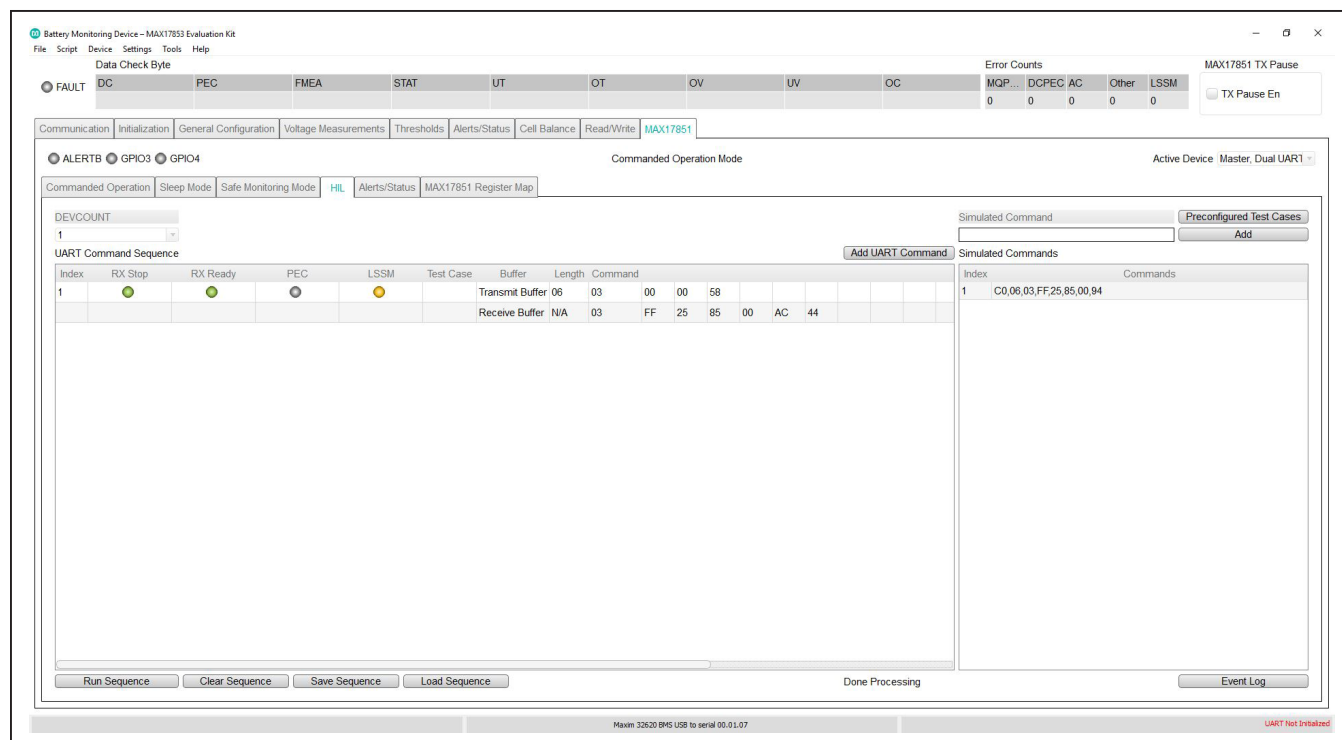 Battery Monitoring Device – MAX17853 Evaluation Kit
File Script Device Settings Tools Help
Data Check Byte Error Counts MAX17851 TX Pause
FAULT DC PEC FMEA STAT UT OT OV UV OC MQP... DCPEC AC Other LSSM
0 0 0 0 0 TX Pause En
Communication Initialization General Configuration Voltage Measurements Thresholds Alerts/Status Cell Balance Read/Write MAX17851
ALERTB GPIO3 GPIO4 Commanded Operation Mode Active Device Master, Dual UART
Commanded Operation Sleep Mode Safe Monitoring Mode HIL Alerts/Status MAX17851 Register Map
DEVCOUNT Simulated Command Preconfigured Test Cases
1 Add
UART Command Sequence Add UART Command Simulated Commands
Index RX Stop RX Ready PEC LSSM Test Case Buffer Length Command Index Commands
1 Transmit Buffer 06 03 00 00 58 1 C0,06,03,FF,25,85,00,94
Receive Buffer N/A 03 FF 25 85 00 AC 44
Run Sequence Clear Sequence Save Sequence Load Sequence Done Processing Event Log
Maxim 32620 BMS USB to serial 00.01.07 UART Not Initialized